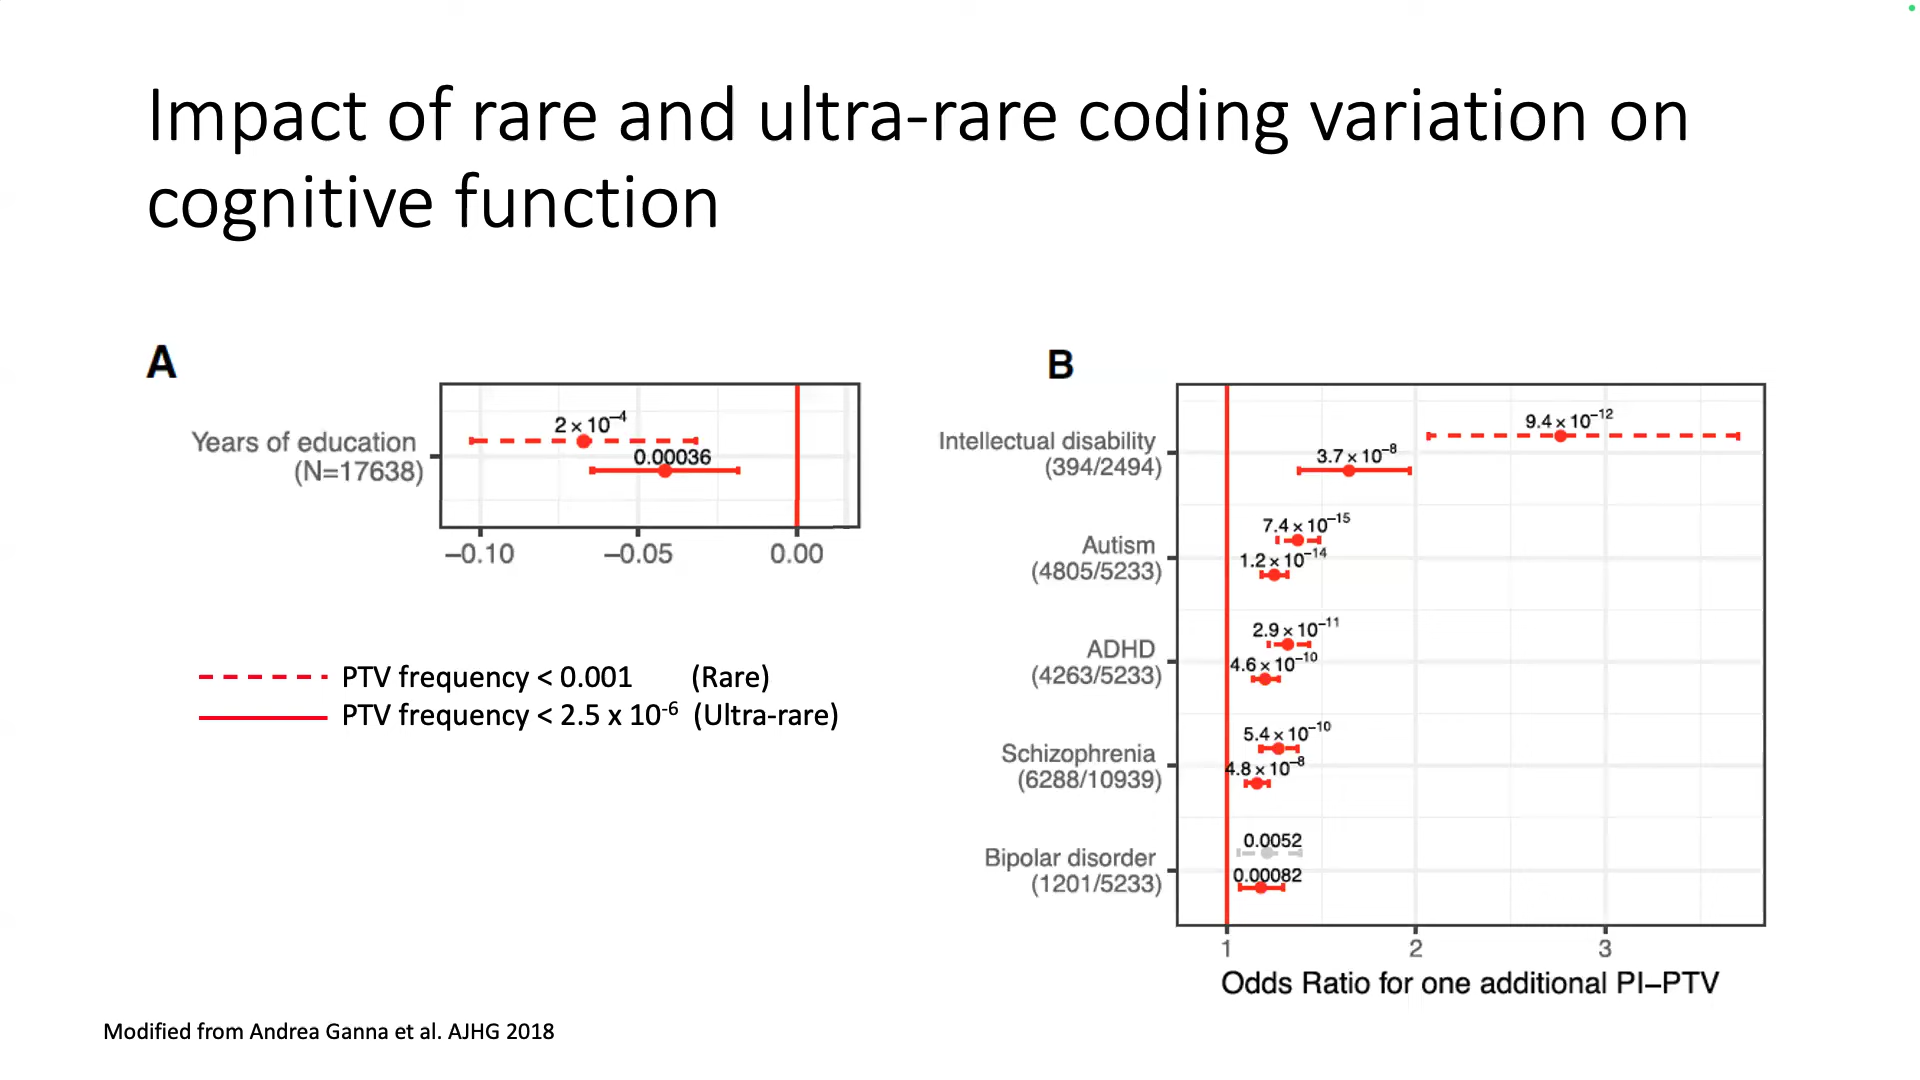 Impact of rare and ultra-rare coding variation on
cognitive function
A
Years of education
(N=17638)
2 × 10⁻⁴
0.00036
−0.10 −0.05 0.00
PTV frequency < 0.001 (Rare)
PTV frequency < 2.5 x 10⁻⁶ (Ultra-rare)
B
Intellectual disability
(394/2494)
9.4 × 10⁻¹²
3.7 × 10⁻⁸
Autism
(4805/5233)
7.4 × 10⁻¹⁵
1.2 × 10⁻¹⁴
ADHD
(4263/5233)
2.9 × 10⁻¹¹
4.6 × 10⁻¹⁰
Schizophrenia
(6288/10939)
5.4 × 10⁻¹⁰
4.8 × 10⁻⁸
Bipolar disorder
(1201/5233)
0.0052
0.00082
1 2 3
Odds Ratio for one additional PI−PTV
Modified from Andrea Ganna et al. AJHG 2018